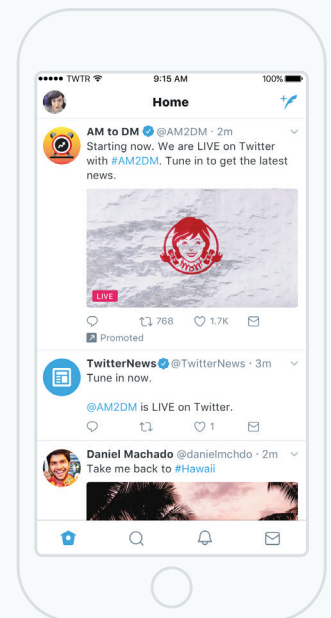 TWTR 9:15 AM 100%
Home
AM to DM @AM2DM · 2m
Starting now. We are LIVE on Twitter
with #AM2DM. Tune in to get the latest
news.
LIVE
768 1.7K
Promoted
TwitterNews @TwitterNews · 3m
Tune in now.
@AM2DM is LIVE on Twitter.
1
Daniel Machado @danielmchdo · 2m
Take me back to #Hawaii